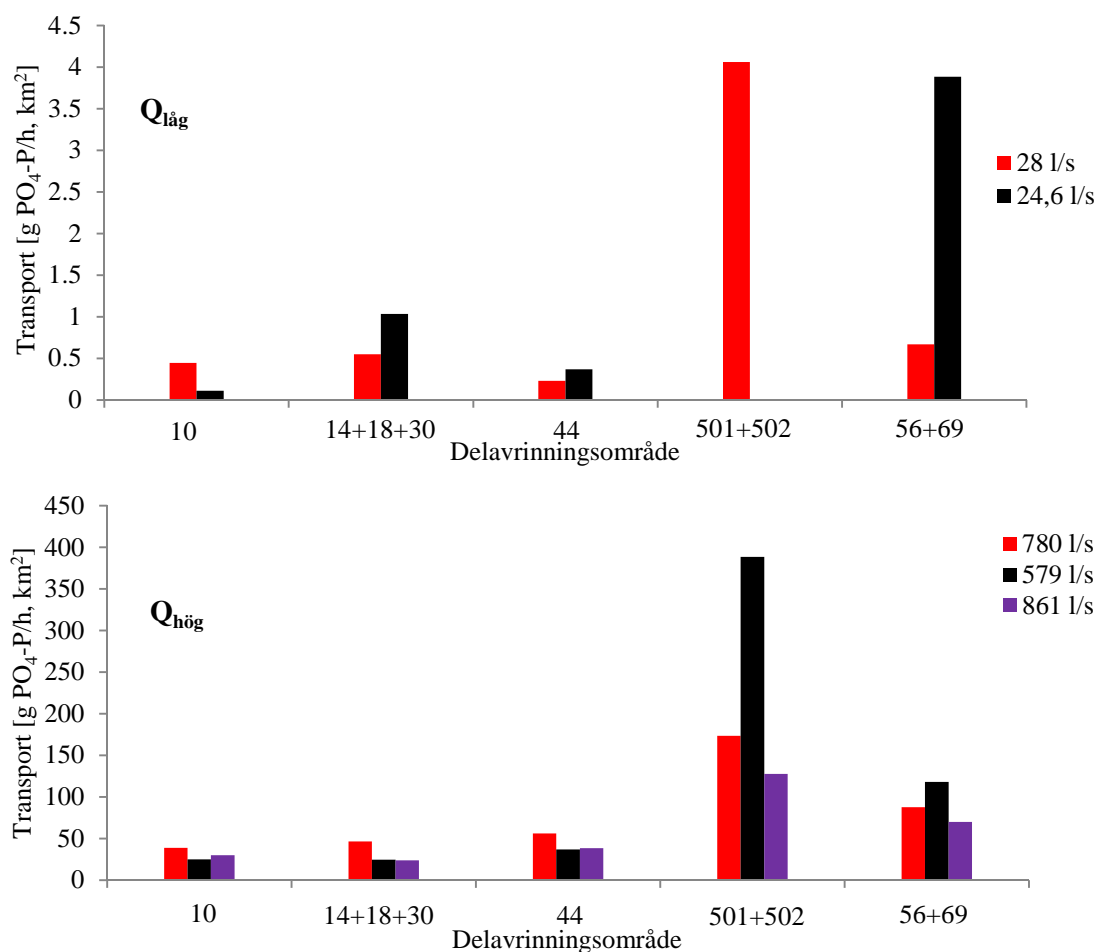 4.5
4
3.5
3
2.5
2
1.5
1
0.5
0
Transport [g PO₄-P/h, km²]
Q låg
28 l/s
24,6 l/s
10
14+18+30
44
501+502
56+69
Delavrinningsområde
450
400
350
300
250
200
150
100
50
0
Transport [g PO₄-P/h, km²]
Q hög
780 l/s
579 l/s
861 l/s
10
14+18+30
44
501+502
56+69
Delavrinningsområde